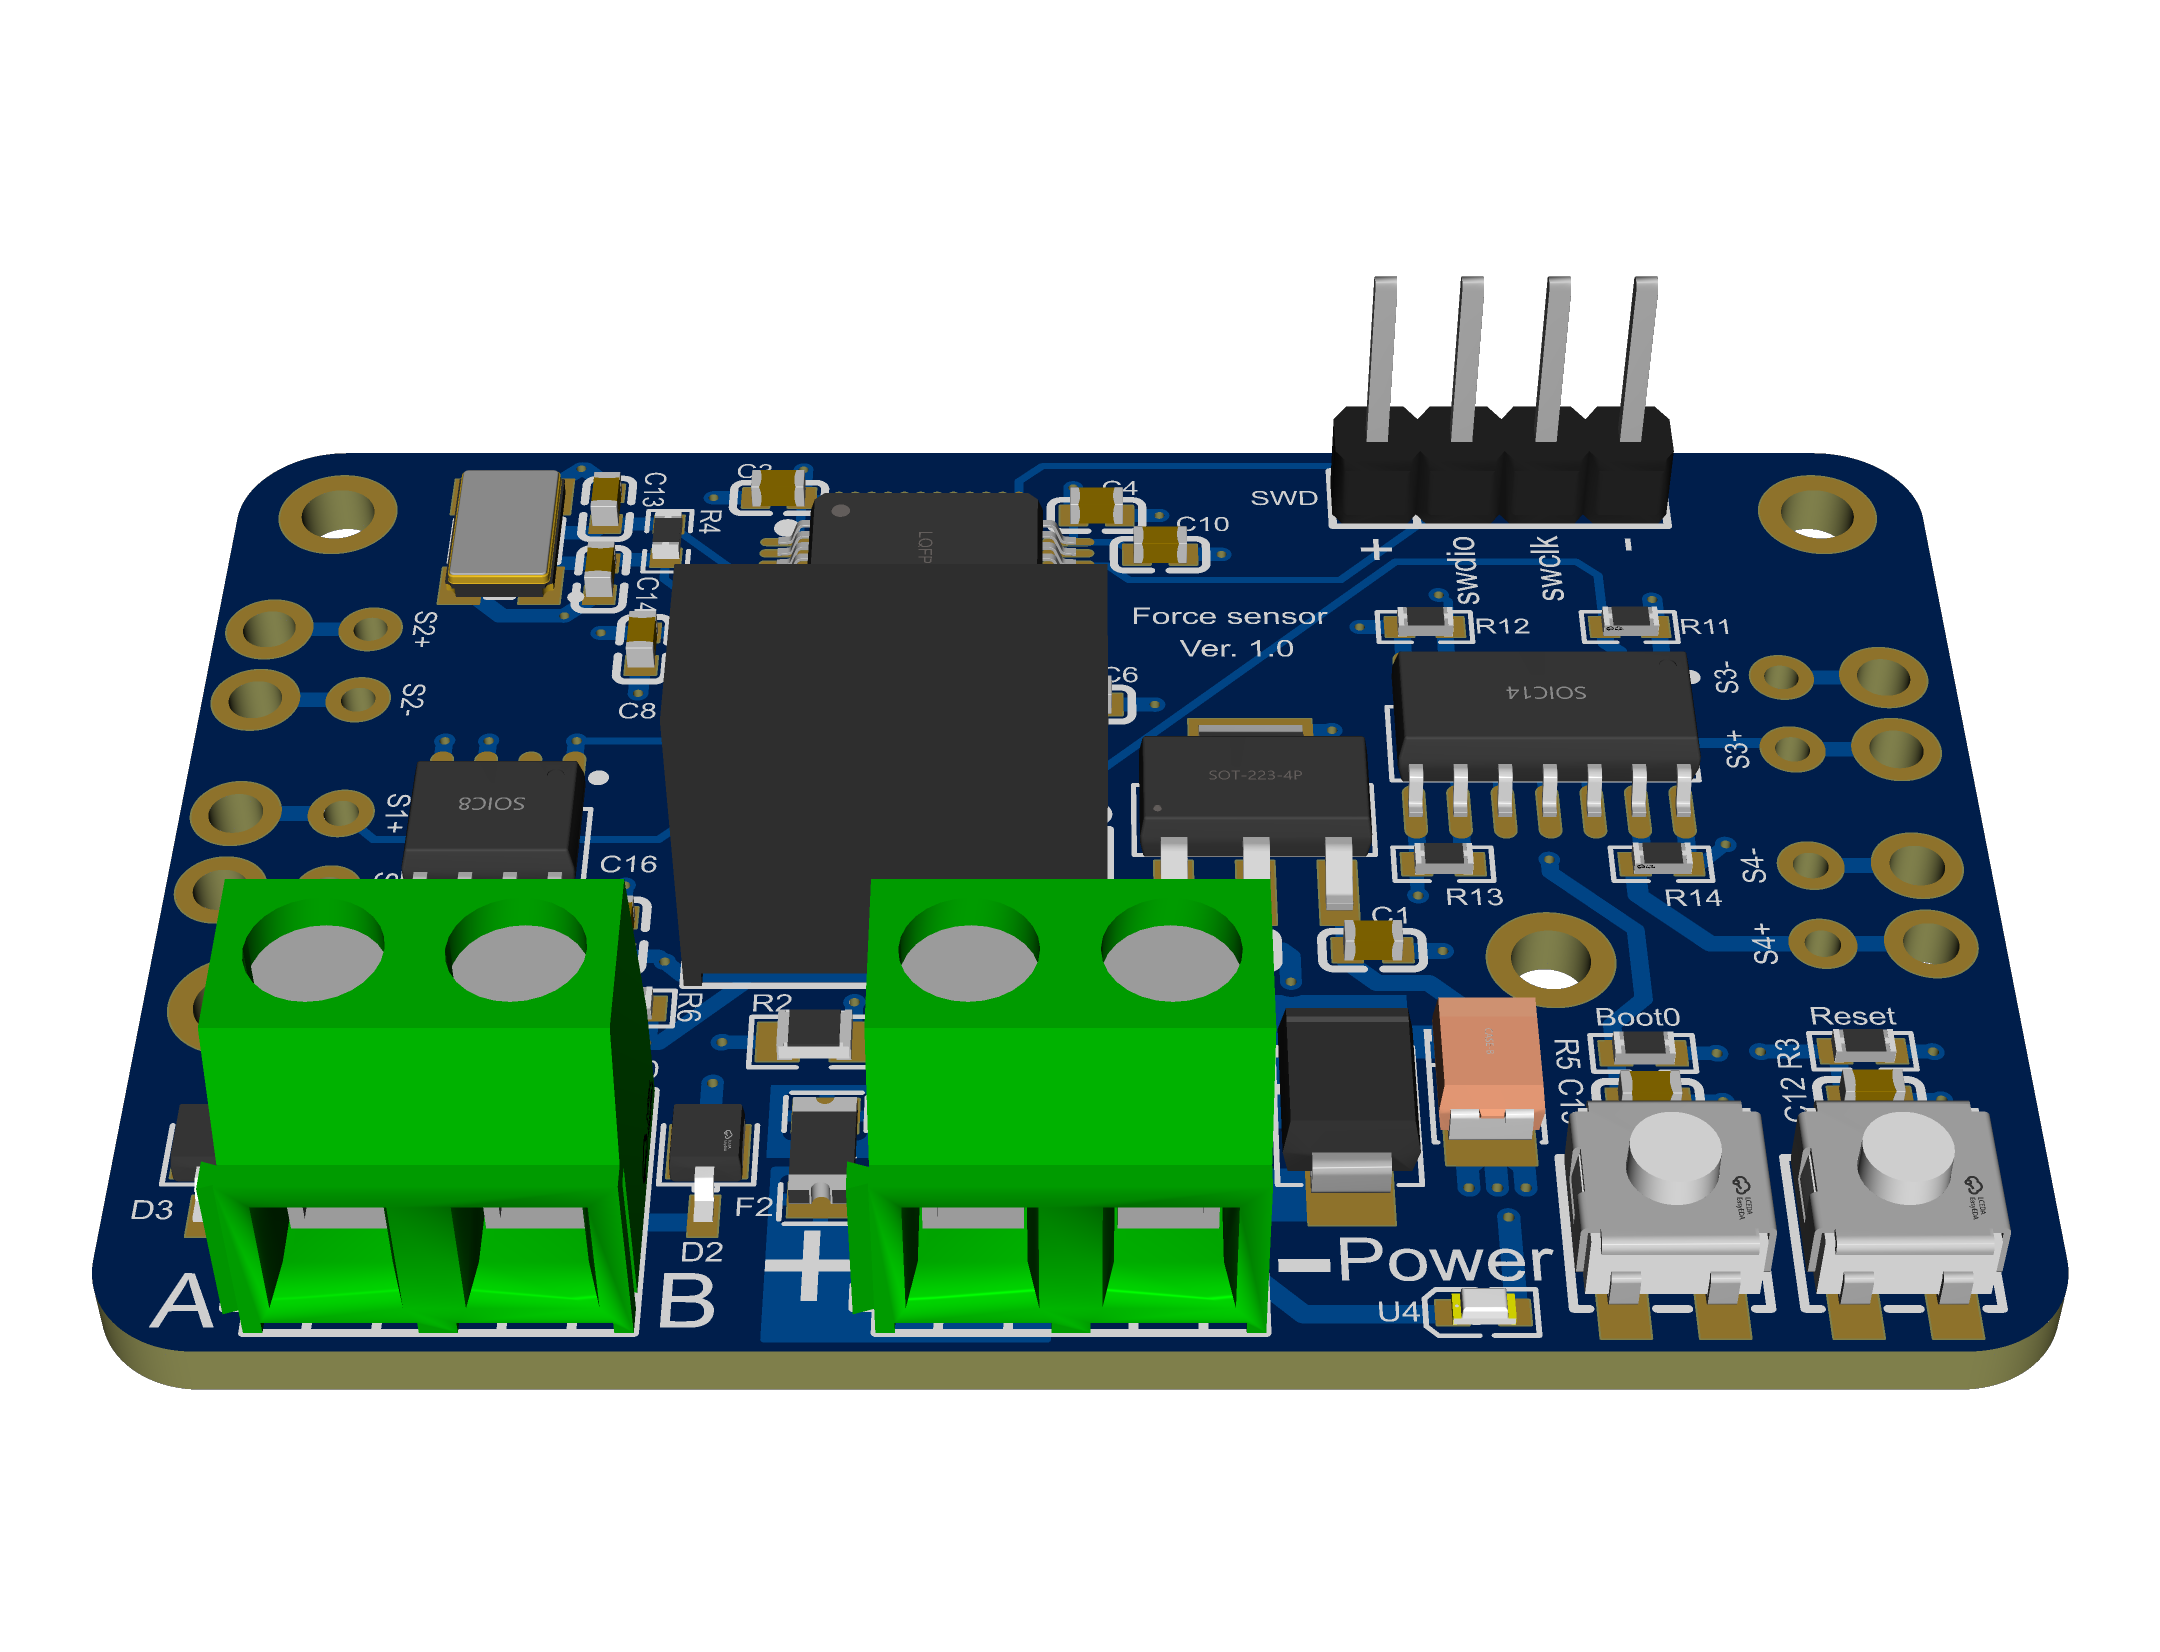 C13
R4
C4
C10
SWD
+
swdio
swclk
-
C14
S2+
S2-
C8
Force sensor
Ver. 1.0
R12
R11
C6
SOIC14
S3-
S3+
SOT-223-4P
SOIC8
S1+
C16
R13
R14
S4-
S4+
C1
R2
R6
Boot0
Reset
R5
R3
C12
D3
F2
D2
A
B
+
-Power
U4